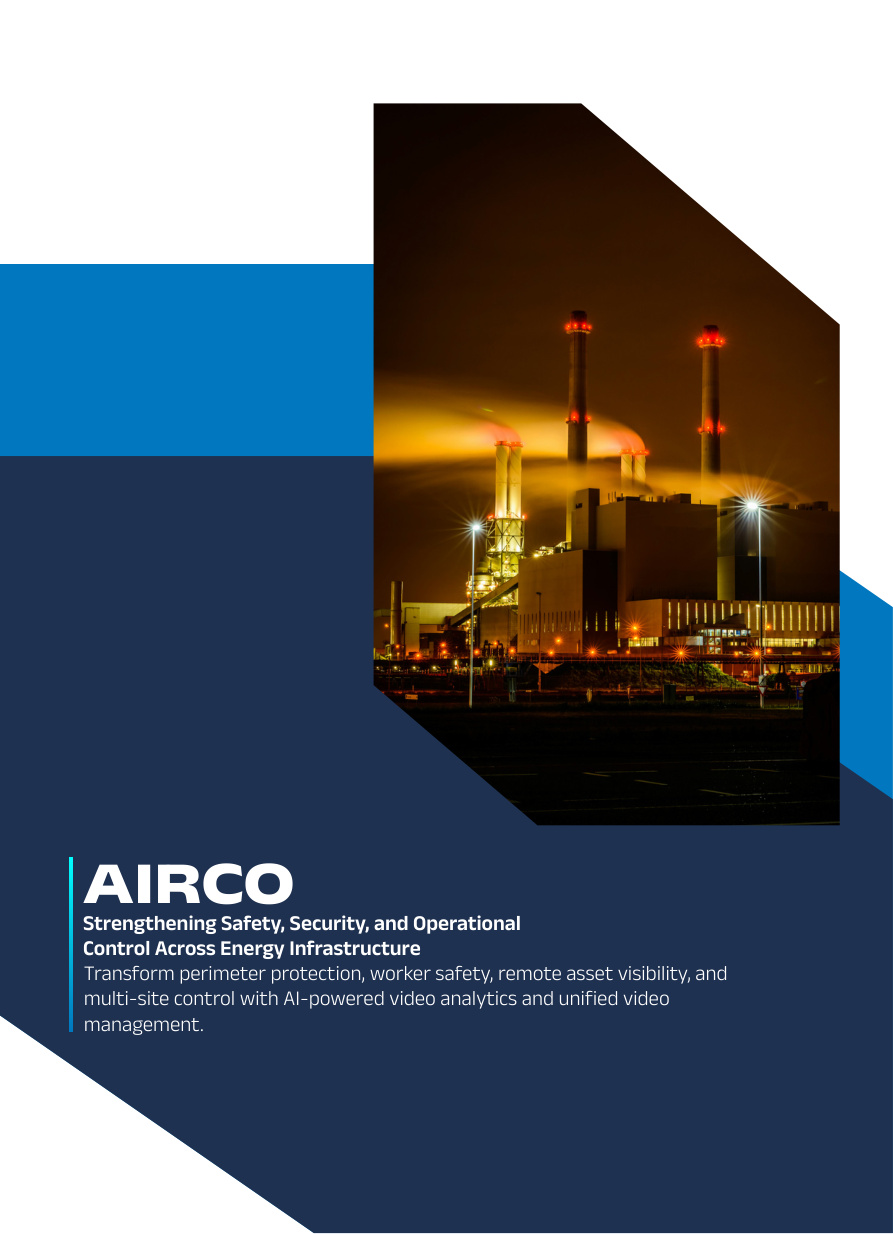 AIRCO
Strengthening Safety, Security, and Operational
Control Across Energy Infrastructure
Transform perimeter protection, worker safety, remote asset visibility, and
multi-site control with AI-powered video analytics and unified video
management.